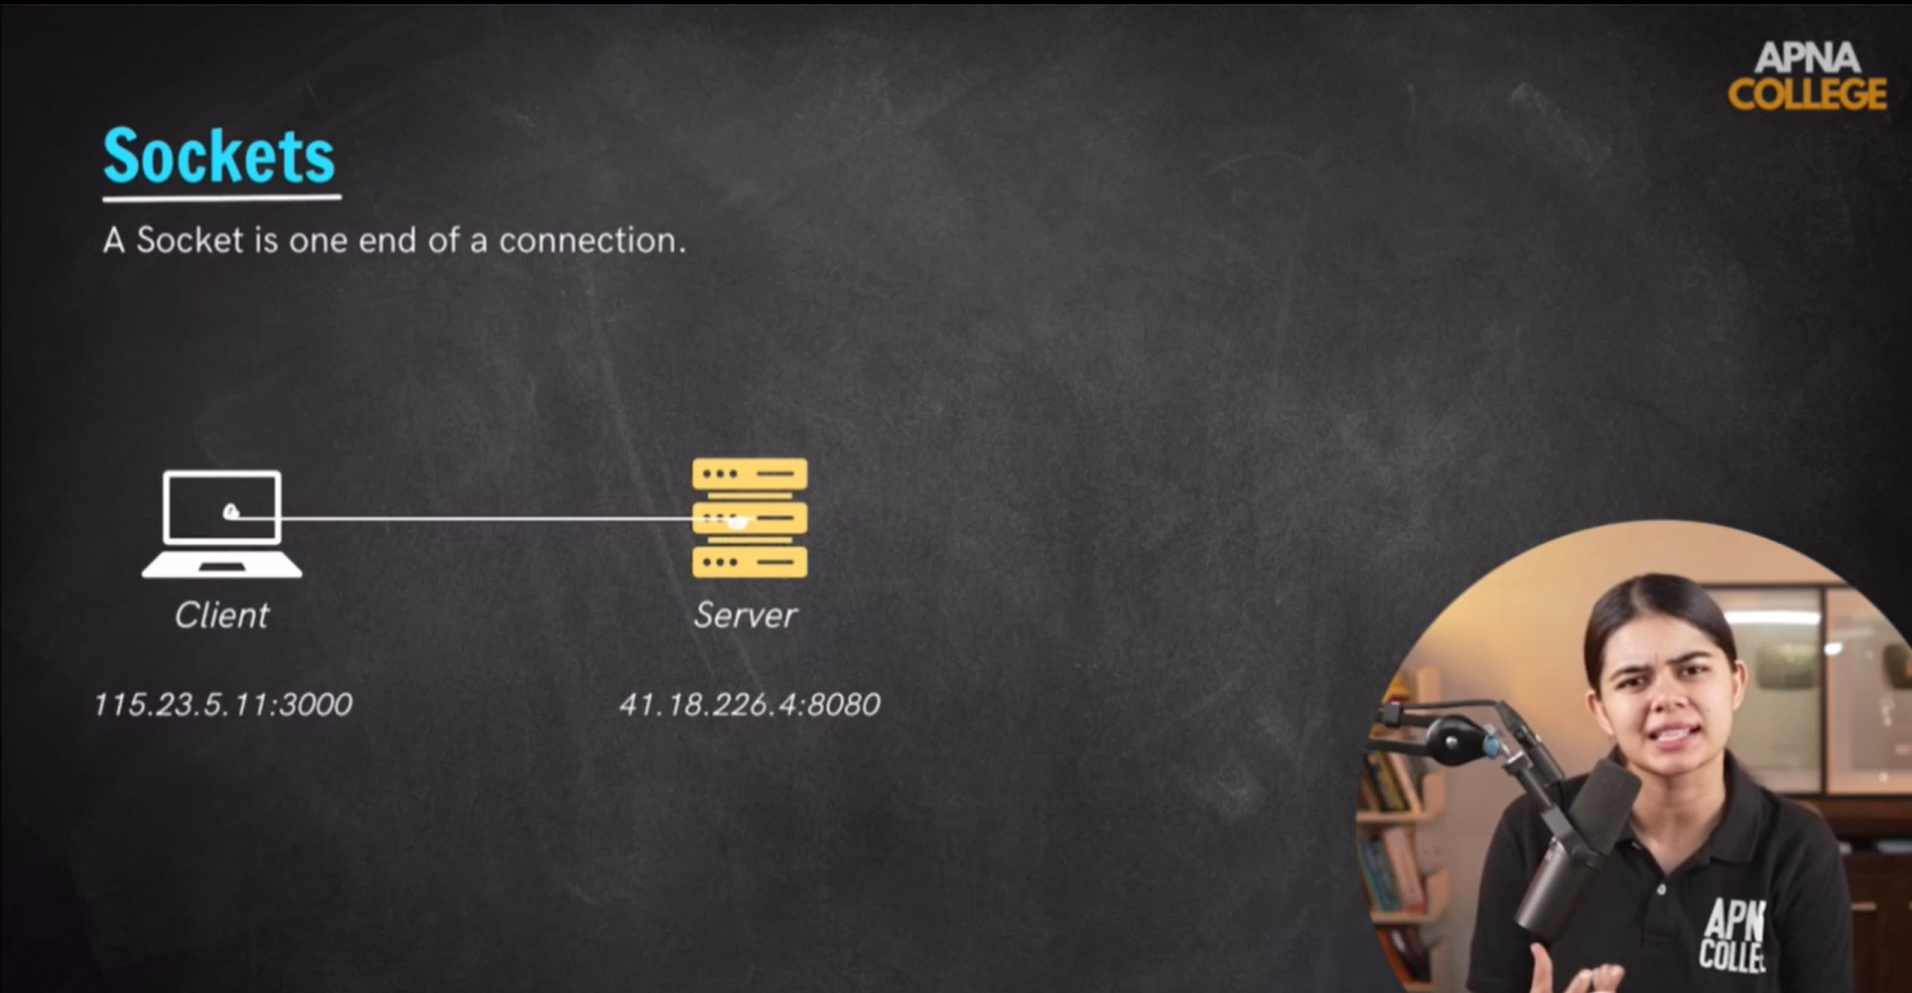 APNA
COLLEGE
Sockets
A Socket is one end of a connection.
Client
Server
115.23.5.11:3000
41.18.226.4:8080
APN
COLLE